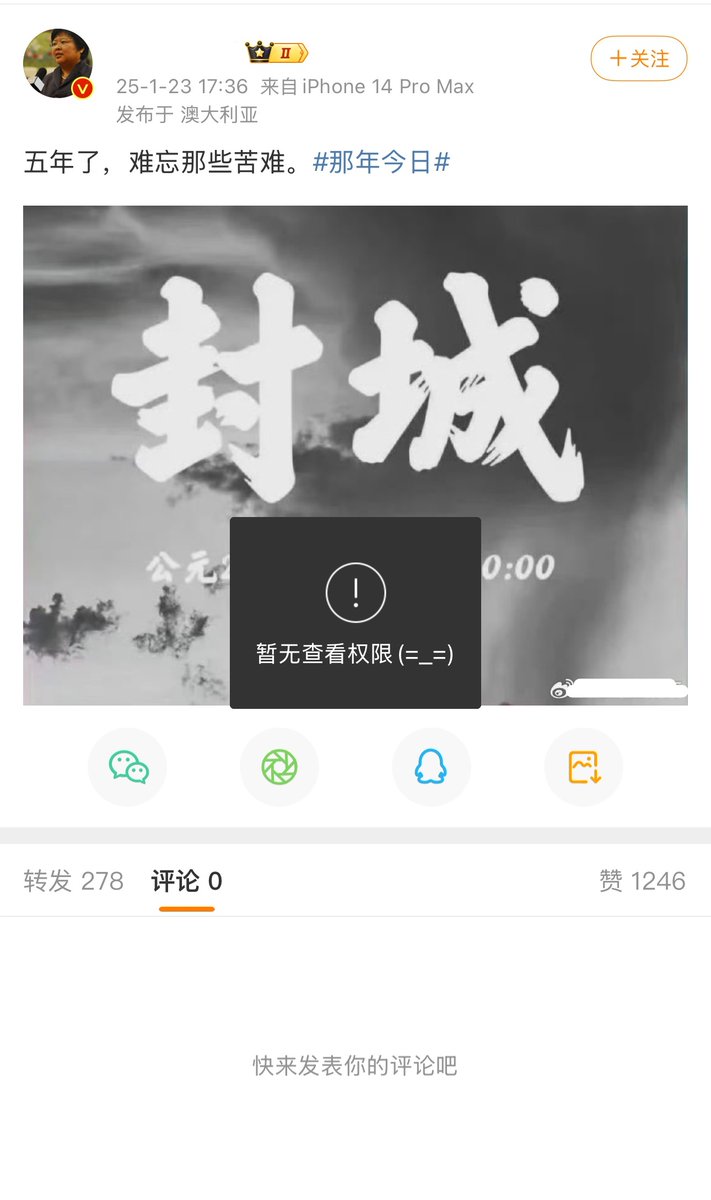 II
V
25-1-23 17:36 来自 iPhone 14 Pro Max
发布于 澳大利亚
+关注
五年了，难忘那些苦难。#那年今日#
封城
公元2
0:00
!
暂无查看权限(=_=)
转发 278 评论 0 赞 1246
快来发表你的评论吧